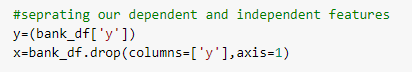 #seprating our dependent and independent features
y=(bank_df['y'])
x=bank_df.drop(columns=['y'],axis=1)